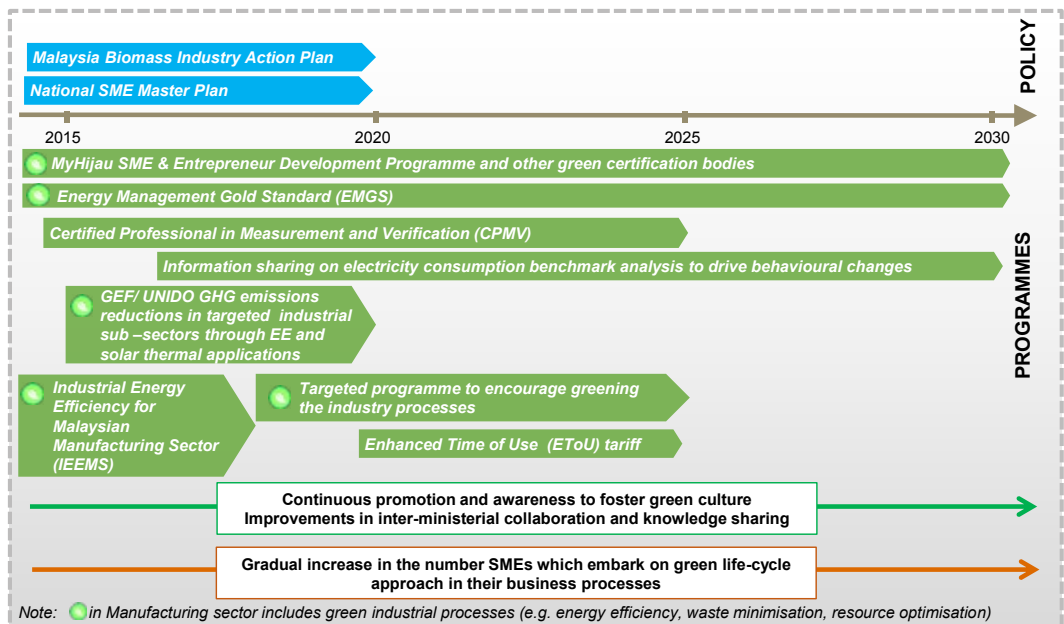 Malaysia Biomass Industry Action Plan
National SME Master Plan
POLICY
2015 2020 2025 2030
MyHijau SME & Entrepreneur Development Programme and other green certification bodies
Energy Management Gold Standard (EMGS)
Certified Professional in Measurement and Verification (CPMV)
Information sharing on electricity consumption benchmark analysis to drive behavioural changes
GEF/ UNIDO GHG emissions
reductions in targeted industrial
sub –sectors through EE and
solar thermal applications
PROGRAMMES
Industrial Energy
Efficiency for
Malaysian
Manufacturing Sector
(IEEMS)
Targeted programme to encourage greening
the industry processes
Enhanced Time of Use (EToU) tariff
Continuous promotion and awareness to foster green culture
Improvements in inter-ministerial collaboration and knowledge sharing
Gradual increase in the number SMEs which embark on green life-cycle
approach in their business processes
Note: in Manufacturing sector includes green industrial processes (e.g. energy efficiency, waste minimisation, resource optimisation)